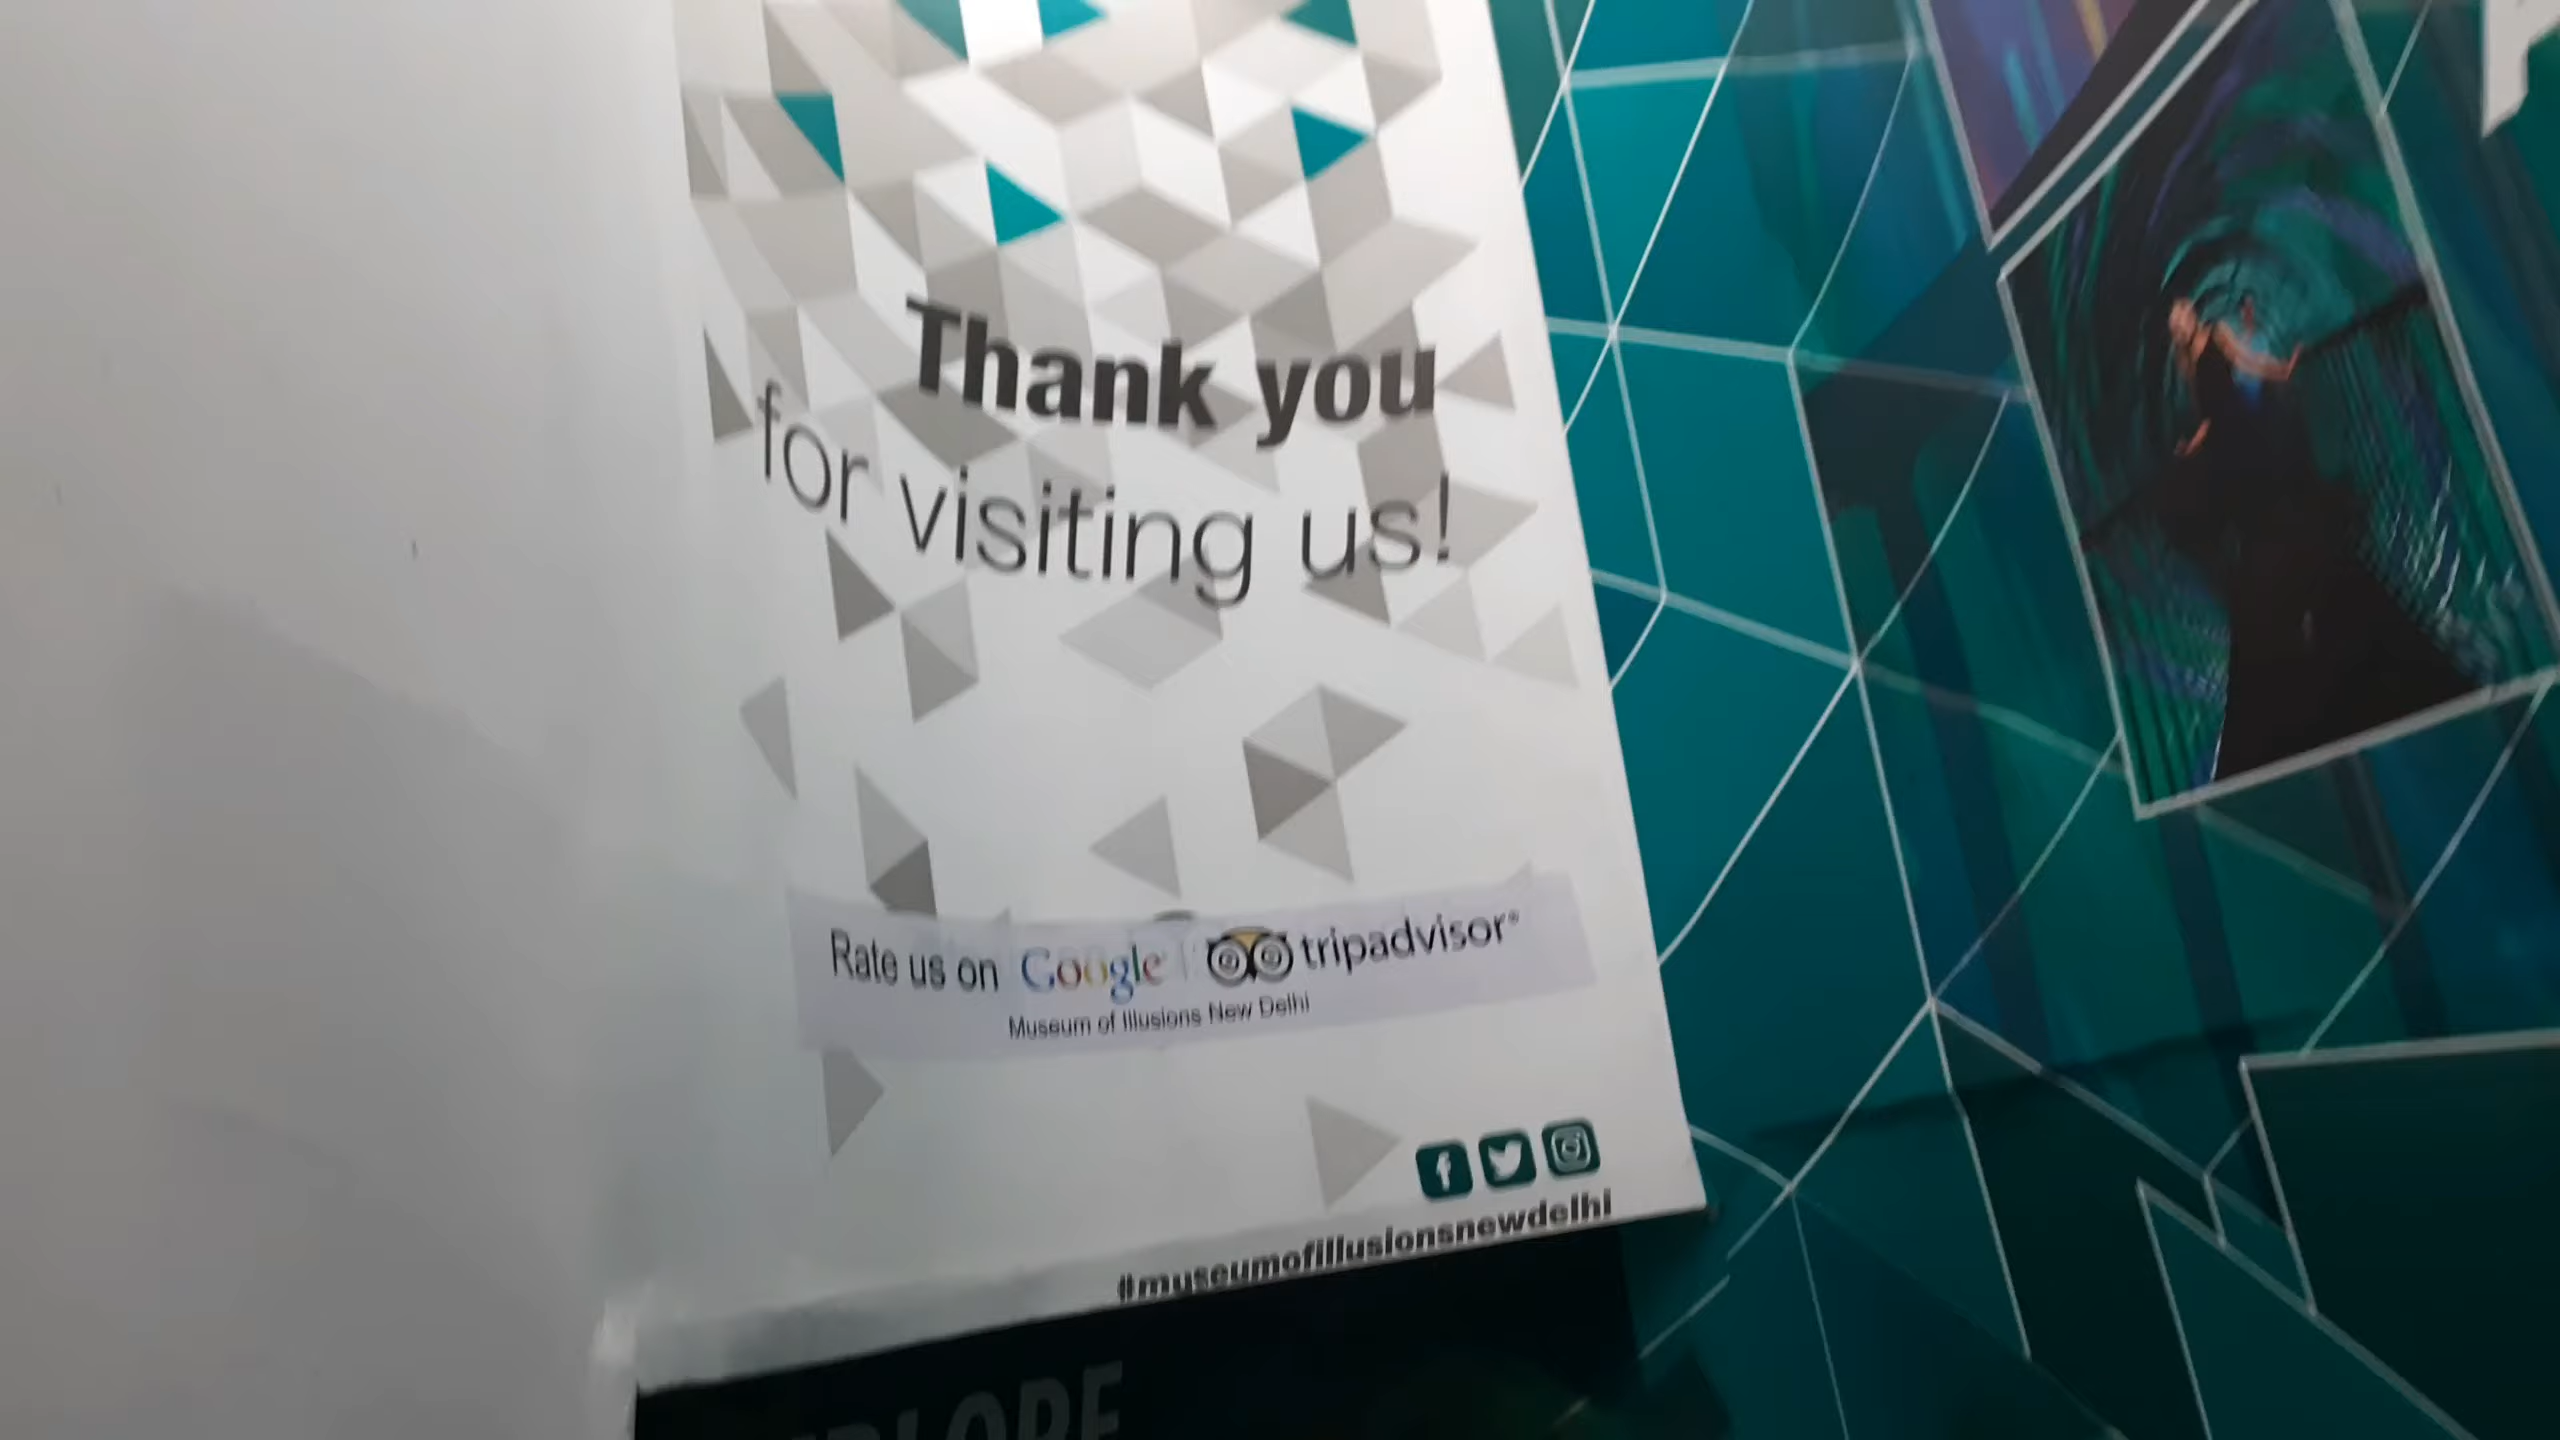 Thank you
for visiting us!
Rate us on Google tripadvisor®
Museum of Illusions New Delhi
#museumofillusionsnewdelhi